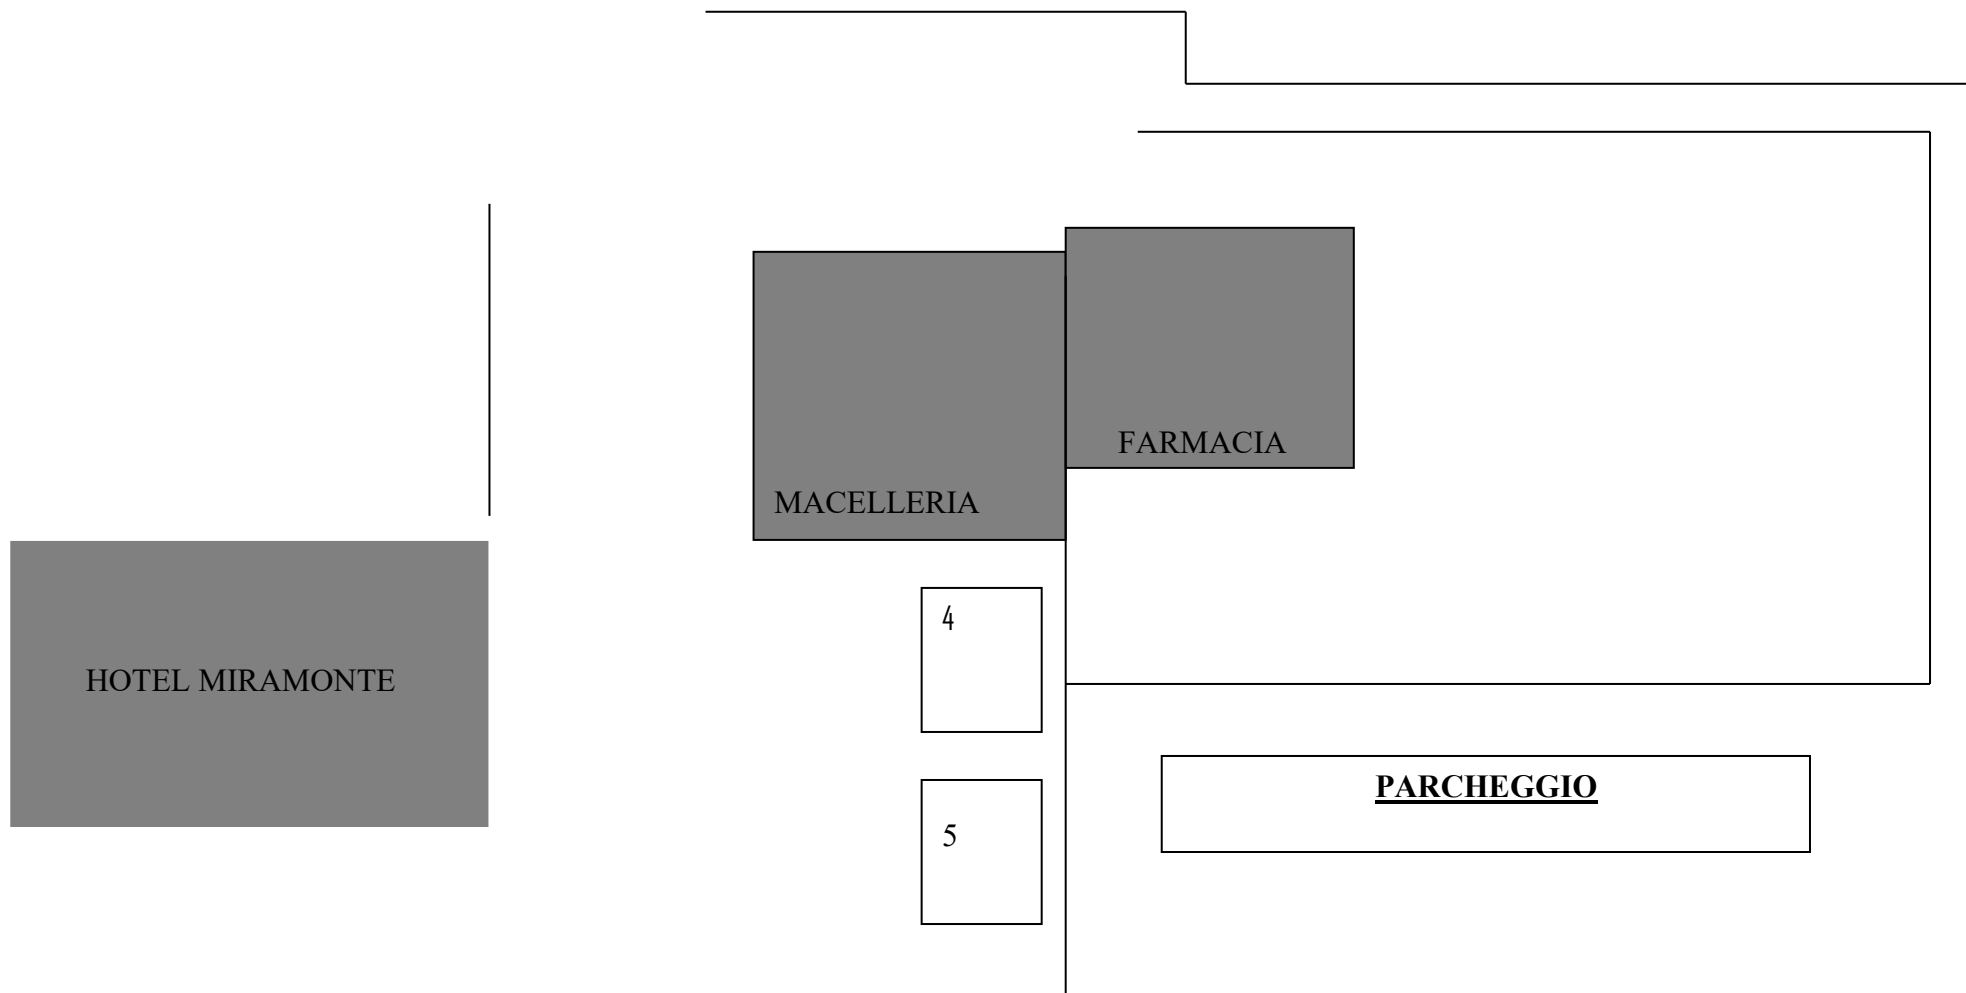 FARMACIA
MACELLERIA
4
HOTEL MIRAMONTE
PARCHEGGIO
5